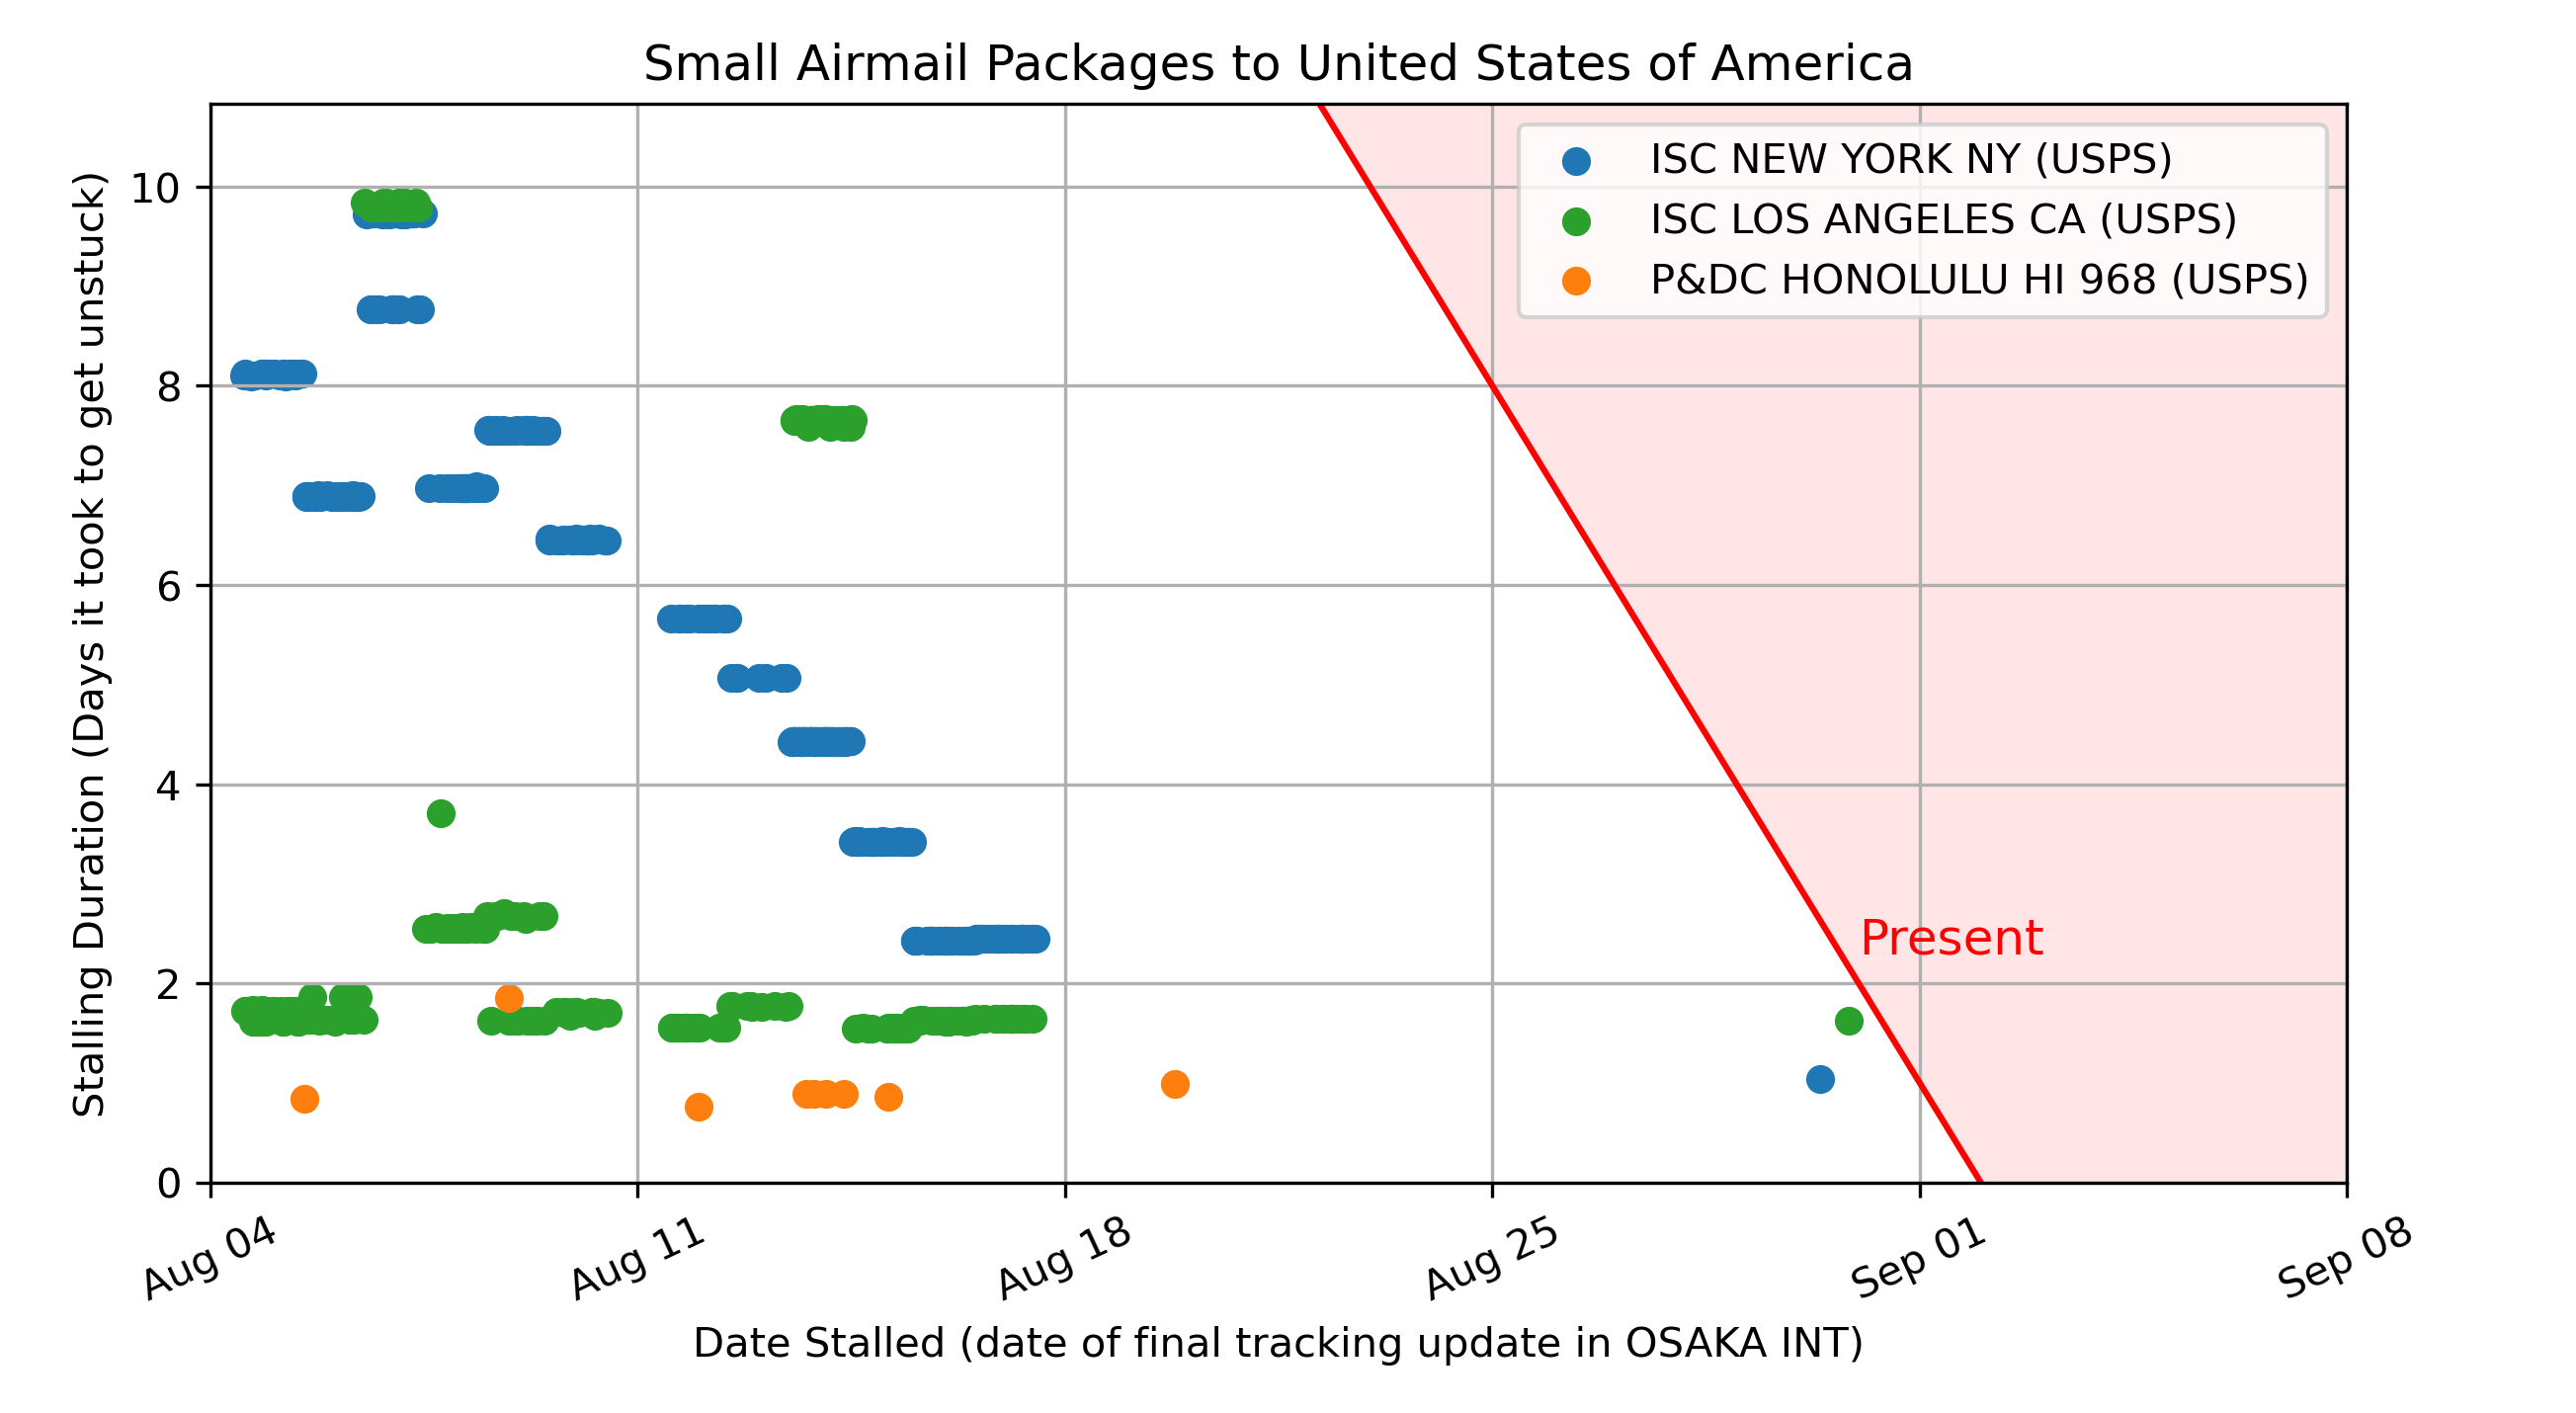 Small Airmail Packages to United States of America
Stalling Duration (Days it took to get unstuck)
10
8
6
4
2
0
ISC NEW YORK NY (USPS)
ISC LOS ANGELES CA (USPS)
P&DC HONOLULU HI 968 (USPS)
Present
Aug 04
Aug 11
Aug 18
Aug 25
Sep 01
Sep 08
Date Stalled (date of final tracking update in OSAKA INT)